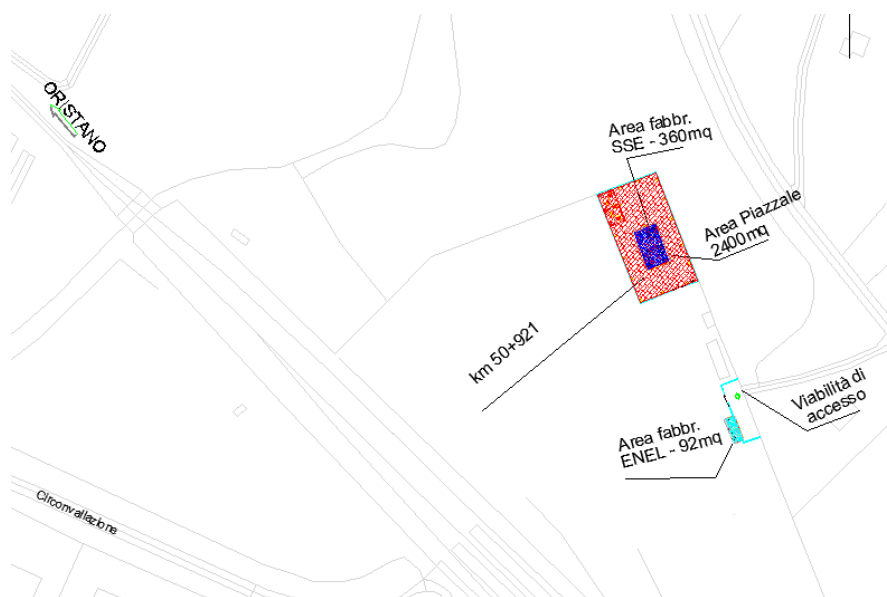 ORISTANO
Area fabbr.
SSE - 360mq
Area Piazzale
2400mq
km 50+921
Viabilità di
accesso
Area fabbr.
ENEL - 92mq
Circonvallazione